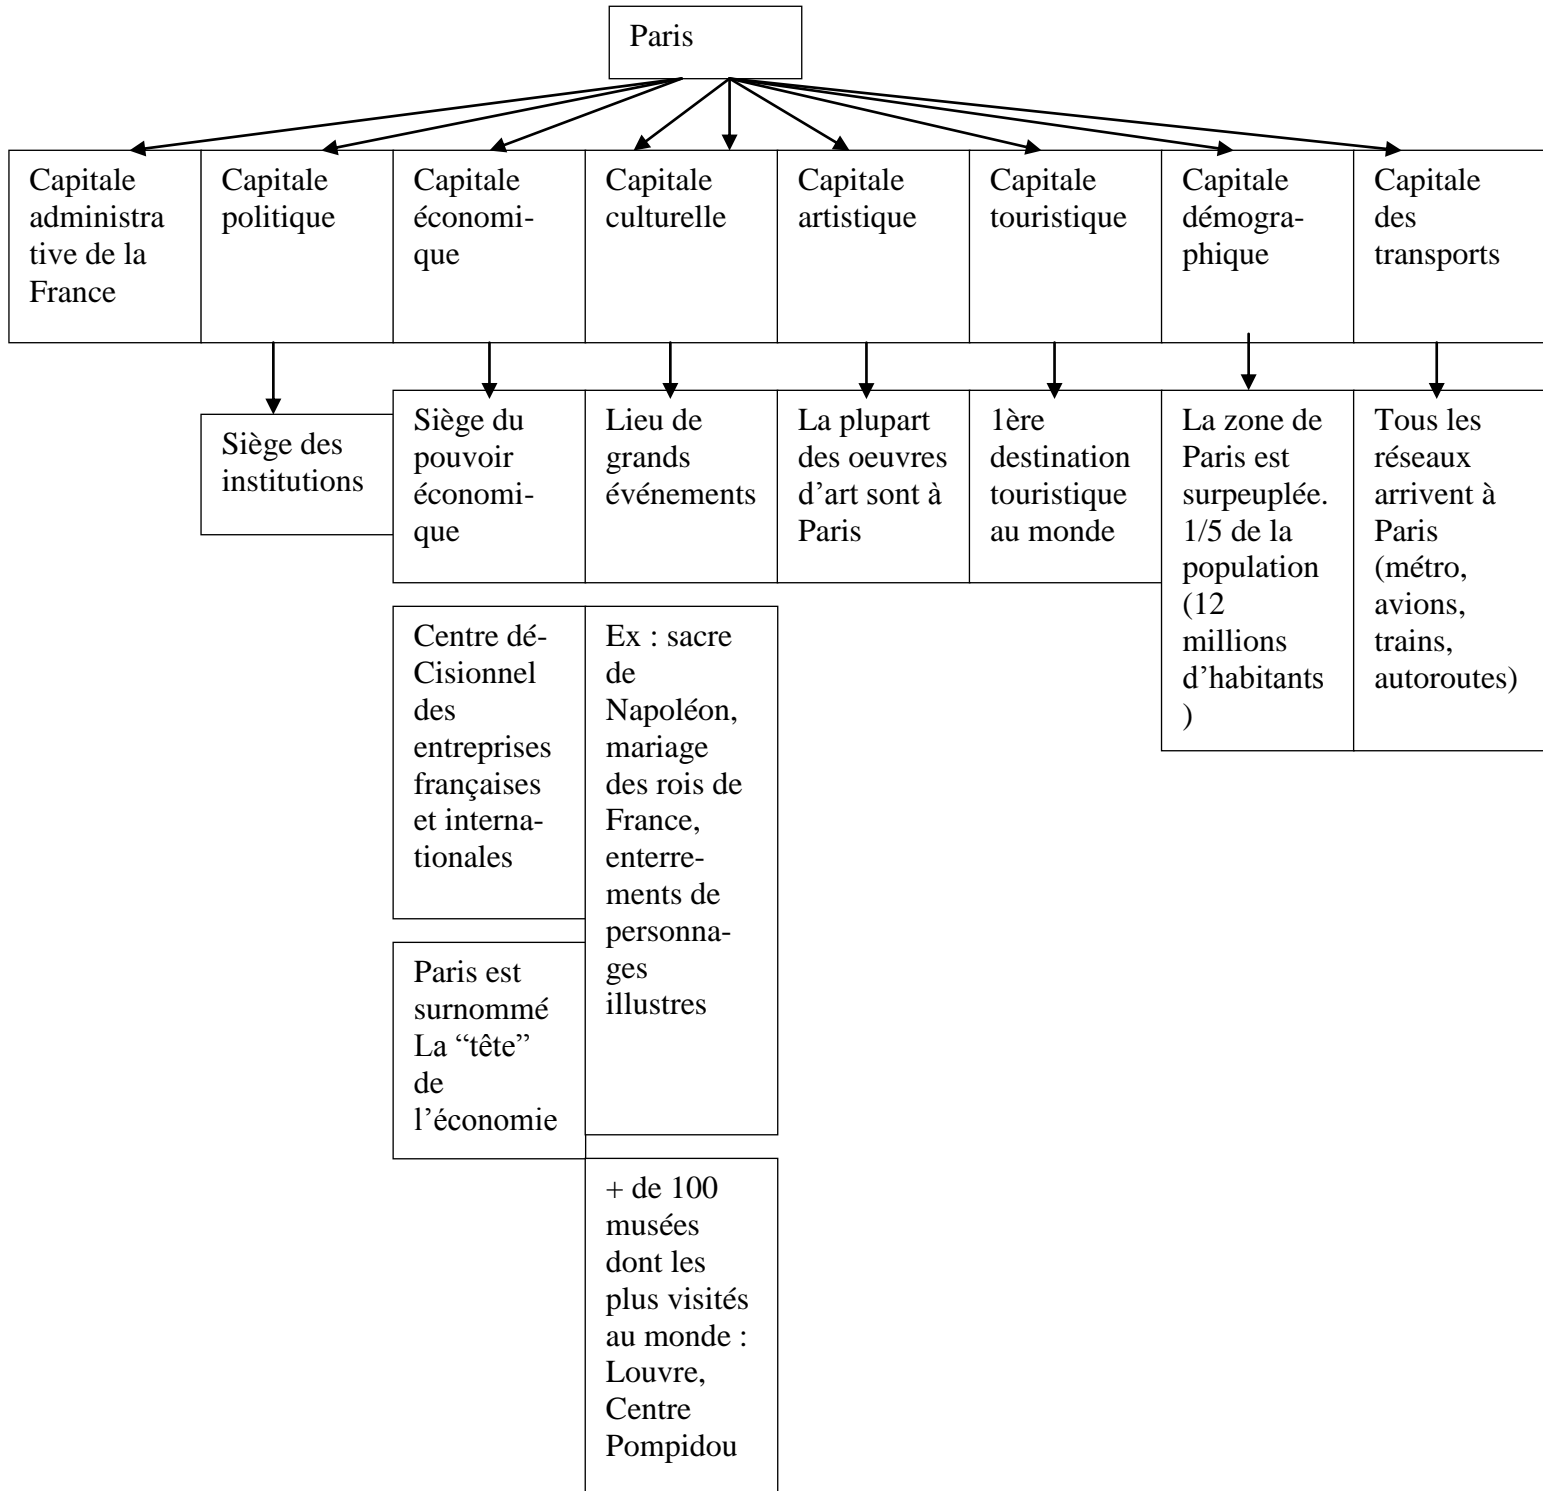 Paris
Capitale
administra
tive de la
France
Capitale
politique
Capitale
économi-
que
Capitale
culturelle
Capitale
artistique
Capitale
touristique
Capitale
démogra-
phique
Capitale
des
transports
Siège des
institutions
Siège du
pouvoir
économi-
que
Lieu de
grands
événements
La plupart
des oeuvres
d’art sont à
Paris
1ère
destination
touristique
au monde
La zone de
Paris est
surpeuplée.
1/5 de la
population
(12
millions
d’habitants
)
Tous les
réseaux
arrivent à
Paris
(métro,
avions,
trains,
autoroutes)
Centre dé-
Cisionnel
des
entreprises
françaises
et interna-
tionales
Ex : sacre
de
Napoléon,
mariage
des rois de
France,
enterre-
ments de
personna-
ges
illustres
Paris est
surnommé
La “tête”
de
l’économie
+ de 100
musées
dont les
plus visités
au monde :
Louvre,
Centre
Pompidou